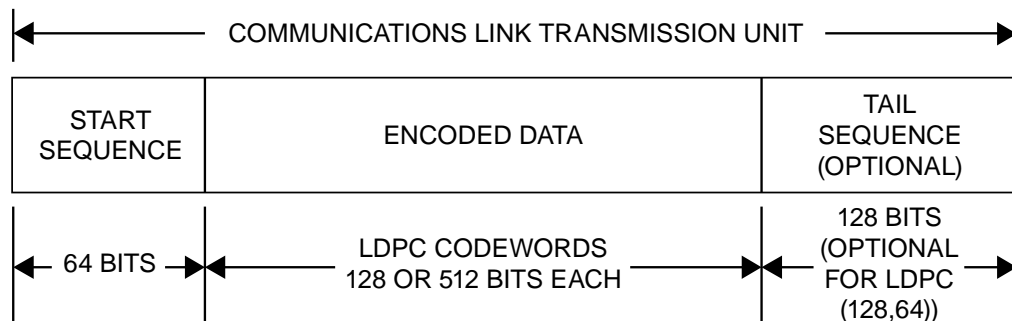 COMMUNICATIONS LINK TRANSMISSION UNIT
START
SEQUENCE
ENCODED DATA
TAIL
SEQUENCE
(OPTIONAL)
64 BITS
LDPC CODEWORDS
128 OR 512 BITS EACH
128 BITS
(OPTIONAL
FOR LDPC
(128,64))